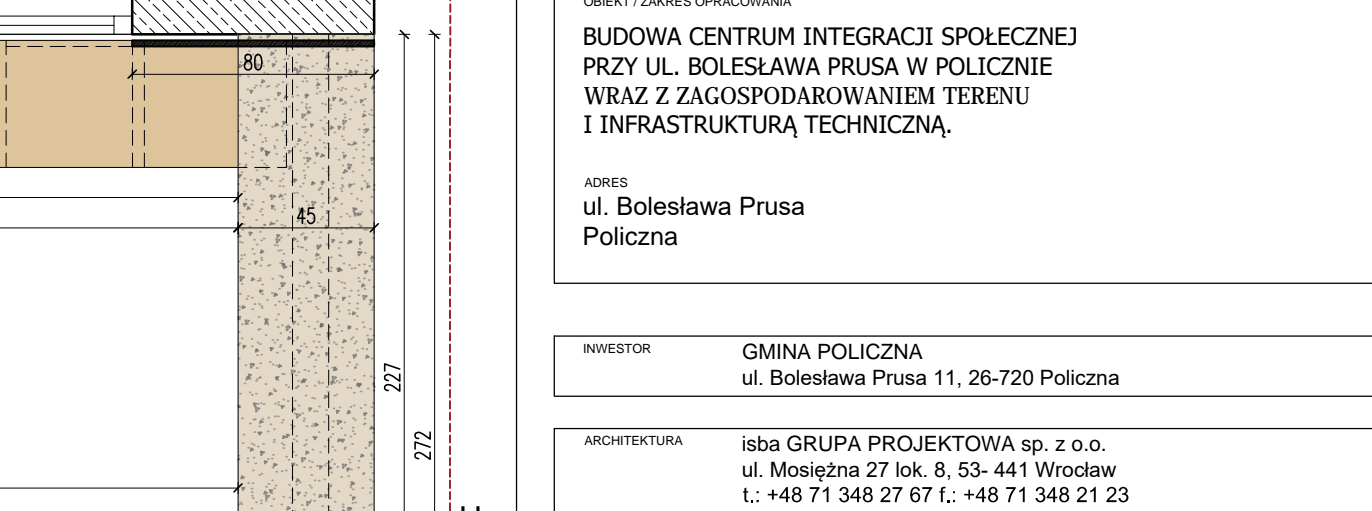 OBIEKT / ZAKRES OPRACOWANIA
BUDOWA CENTRUM INTEGRACJI SPOŁECZNEJ
PRZY UL. BOLESŁAWA PRUSA W POLICZNIE
WRAZ Z ZAGOSPODAROWANIEM TERENU
I INFRASTRUKTURĄ TECHNICZNĄ.
ADRES
ul. Bolesława Prusa
Policzna
INWESTOR
GMINA POLICZNA
ul. Bolesława Prusa 11, 26-720 Policzna
ARCHITEKTURA
isba GRUPA PROJEKTOWA sp. z o.o.
ul. Mosiężna 27 lok. 8, 53- 441 Wrocław
t.: +48 71 348 27 67 f.: +48 71 348 21 23
80
45
227
272